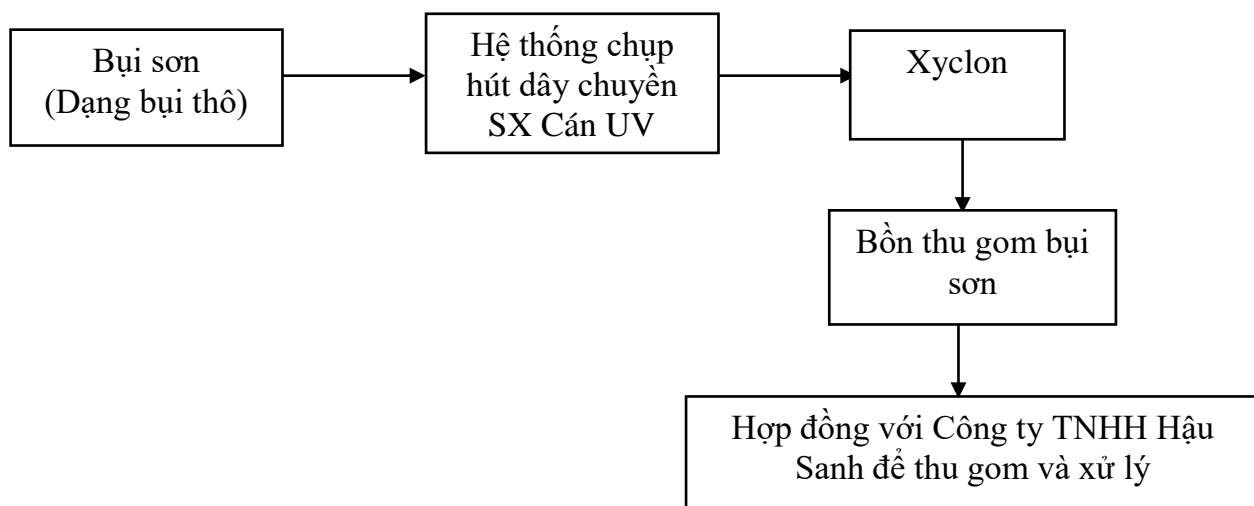 Bụi sơn
(Dạng bụi thô)
Hệ thống chụp
hút dây chuyền
SX Cán UV
Xyclon
Bồn thu gom bụi
sơn
Hợp đồng với Công ty TNHH Hậu
Sanh để thu gom và xử lý